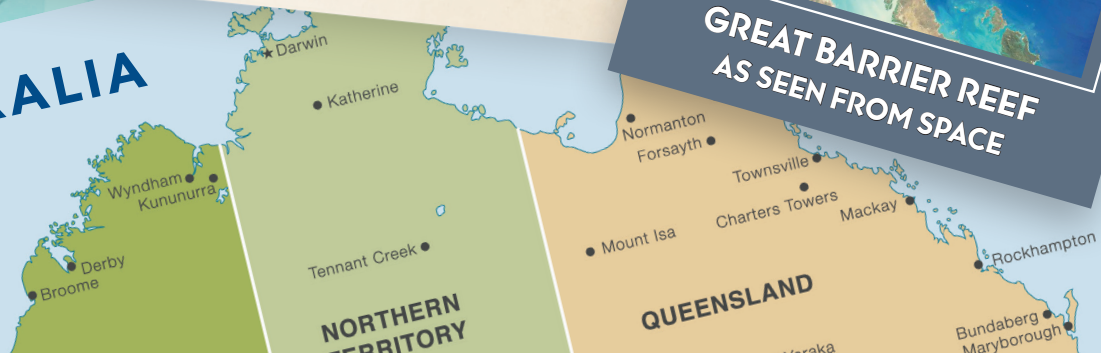 GREAT BARRIER REEF
AS SEEN FROM SPACE
Darwin
Katherine
Normanton
Forsayth
Townsville
Wyndham
Kununurra
Charters Towers
Mackay
Mount Isa
Tennant Creek
Rockhampton
Derby
Broome
NORTHERN
QUEENSLAND
Bundaberg
Maryborough